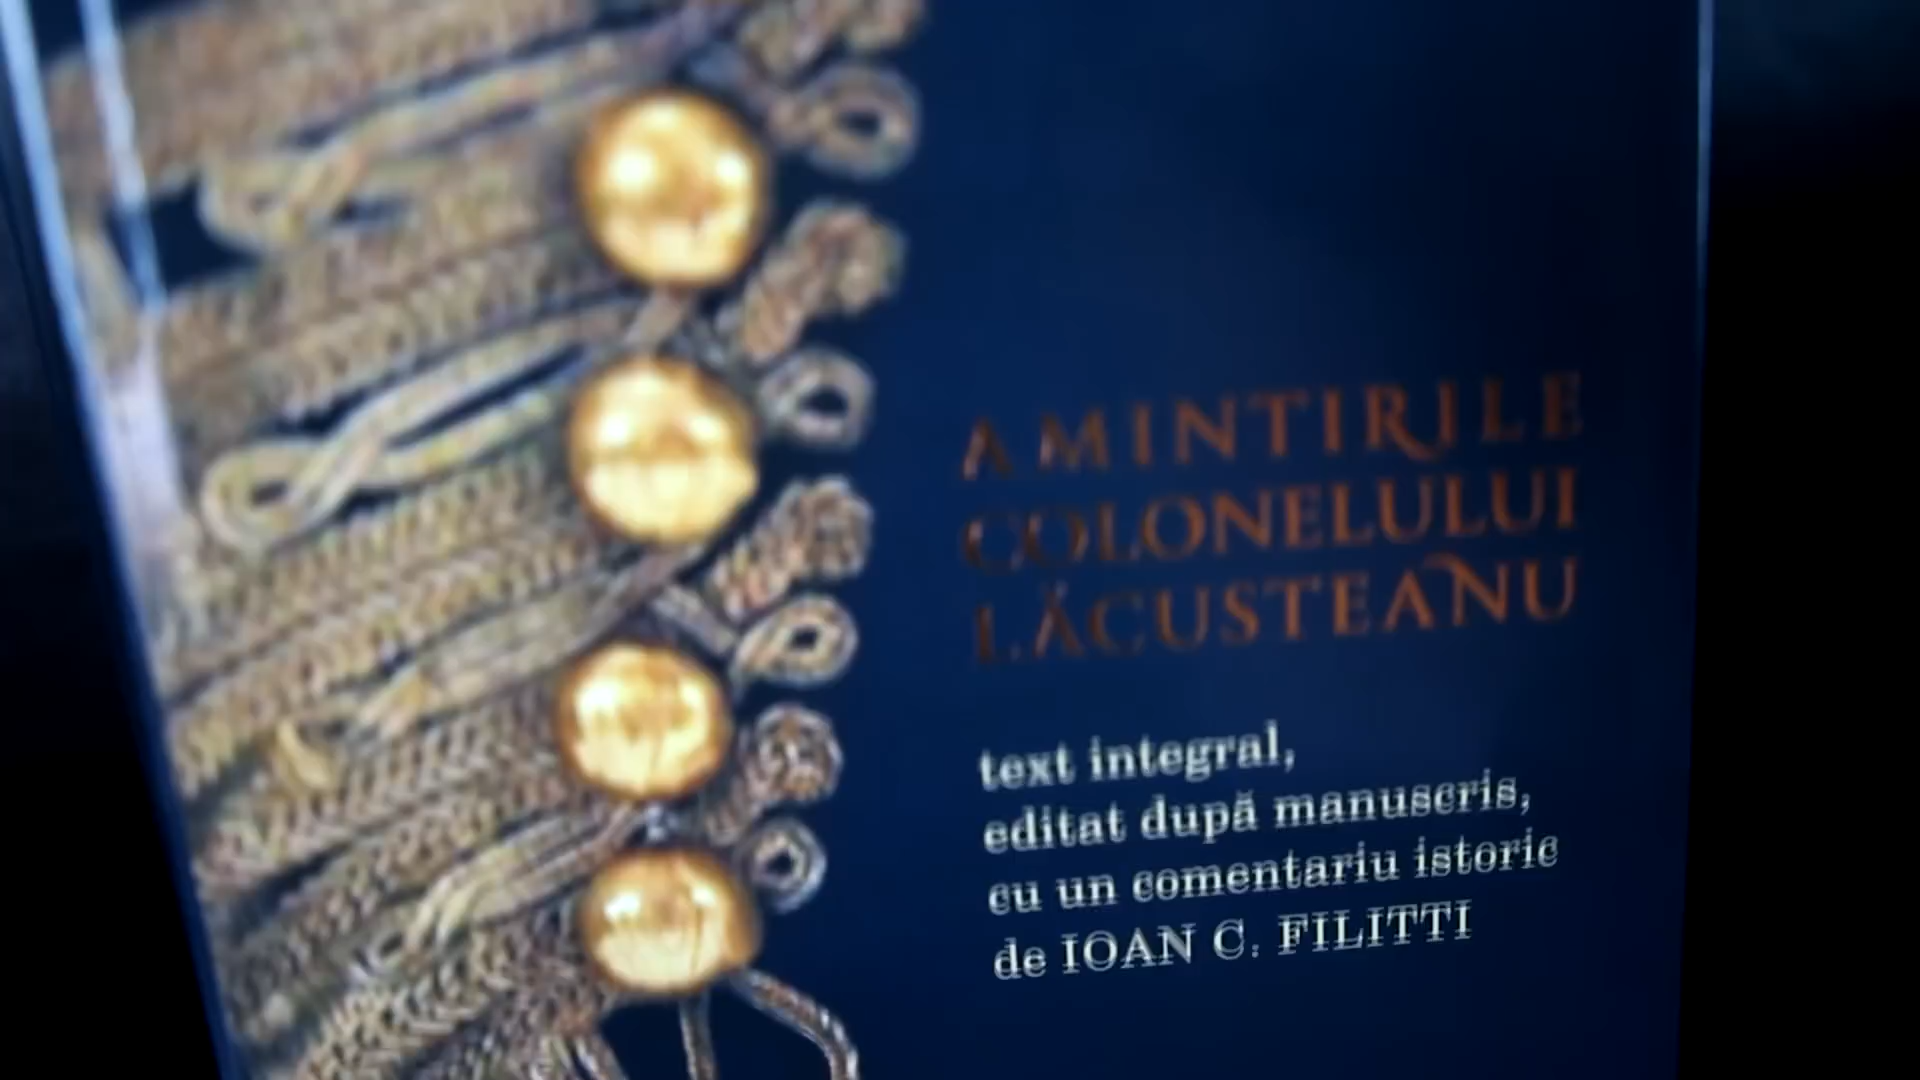 AMINTIRILE
COLONELULUI
LĂCUSTEANU
text integral,
editat după manuscris,
cu un comentariu istoric
de IOAN C. FILITTI